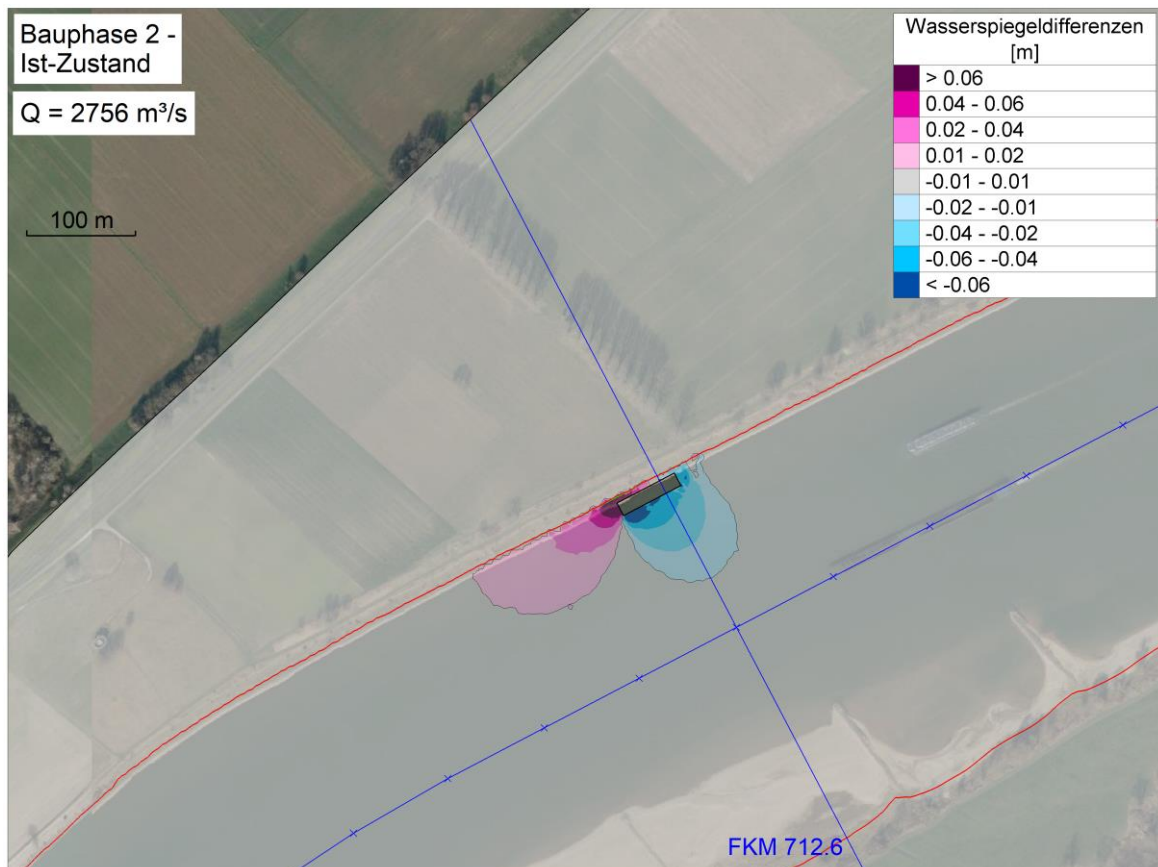 Bauphase 2 -
Ist-Zustand
Q = 2756 m³/s
100 m
Wasserspiegeldifferenzen
[m]
> 0.06
0.04 - 0.06
0.02 - 0.04
0.01 - 0.02
-0.01 - 0.01
-0.02 - -0.01
-0.04 - -0.02
-0.06 - -0.04
< -0.06
FKM 712.6